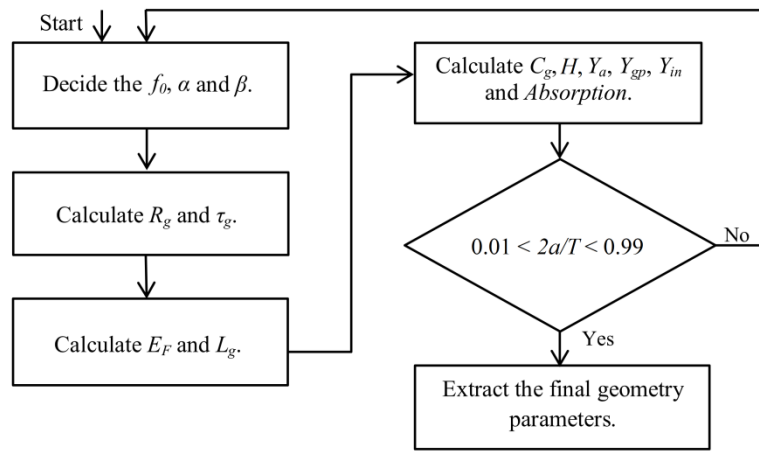 Start
Decide the f0, α and β.
Calculate Rg and τg.
Calculate EF and Lg.
Calculate Cg, H, Ya, Ygp, Yin
and Absorption.
0.01 < 2a/T < 0.99
No
Yes
Extract the final geometry
parameters.